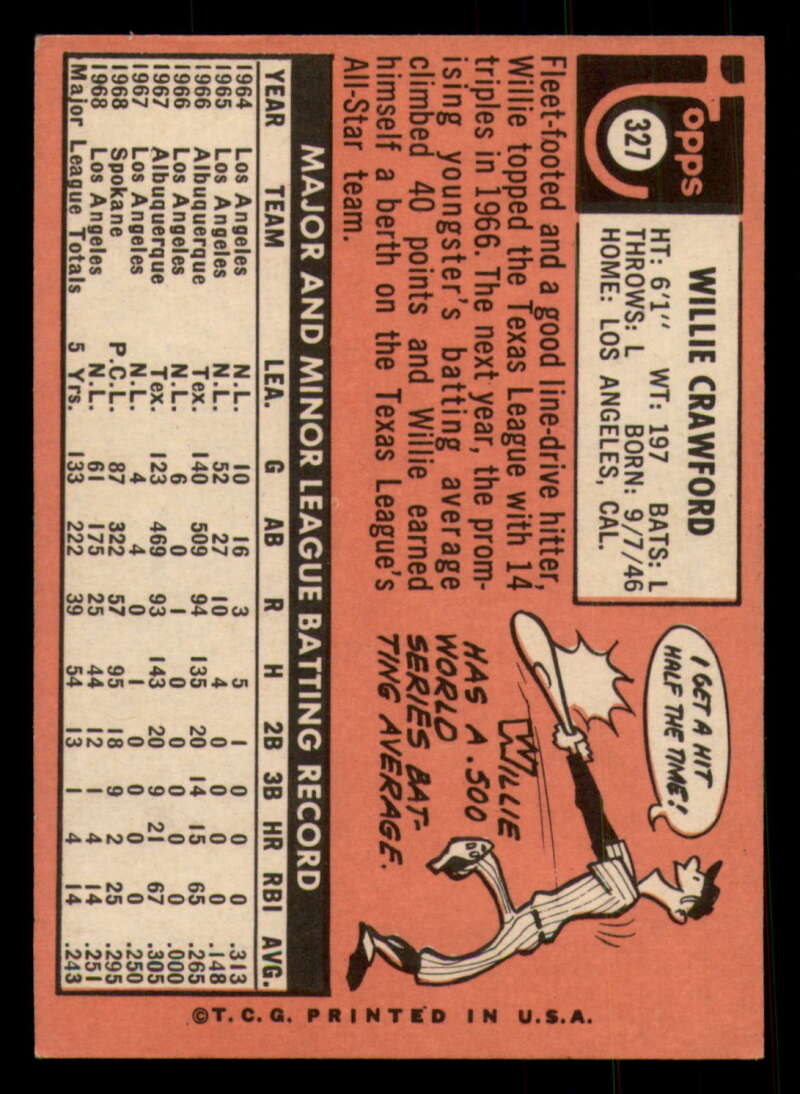 Topps
327
WILLIE CRAWFORD
HT: 6'1" WT: 197 BATS: L
THROWS: L BORN: 9/7/46
HOME: LOS ANGELES, CAL.
Fleet-footed and a good line-drive hitter,
Willie topped the Texas League with 14
triples in 1966. The next year, the prom-
ising youngster's batting average
climbed 40 points and Willie earned
himself a berth on the Texas League's
All-Star team.
I GET A HIT
HALF THE TIME!
WILLIE
HAS A .500
WORLD
SERIES BAT-
TING AVERAGE.
MAJOR AND MINOR LEAGUE BATTING RECORD
YEAR TEAM LEA. G AB R H 2B 3B HR RBI AVG.
1964 Los Angeles N.L. 10 16 3 5 1 0 0 0 .313
1965 Los Angeles N.L. 52 27 10 4 0 0 0 0 .148
1966 Albuquerque Tex. 140 509 94 135 20 14 15 65 .265
1966 Los Angeles N.L. 6 0 1 0 0 0 0 0 .000
1967 Albuquerque Tex. 123 469 93 143 20 9 21 67 .305
1967 Los Angeles N.L. 4 4 0 1 0 0 0 0 .250
1968 Spokane P.C.L. 87 322 57 95 18 9 2 25 .295
1968 Los Angeles N.L. 61 175 25 44 12 1 4 14 .251
Major League Totals 5 Yrs. 133 222 39 54 13 1 4 14 .243
©T.C.G. PRINTED IN U.S.A.